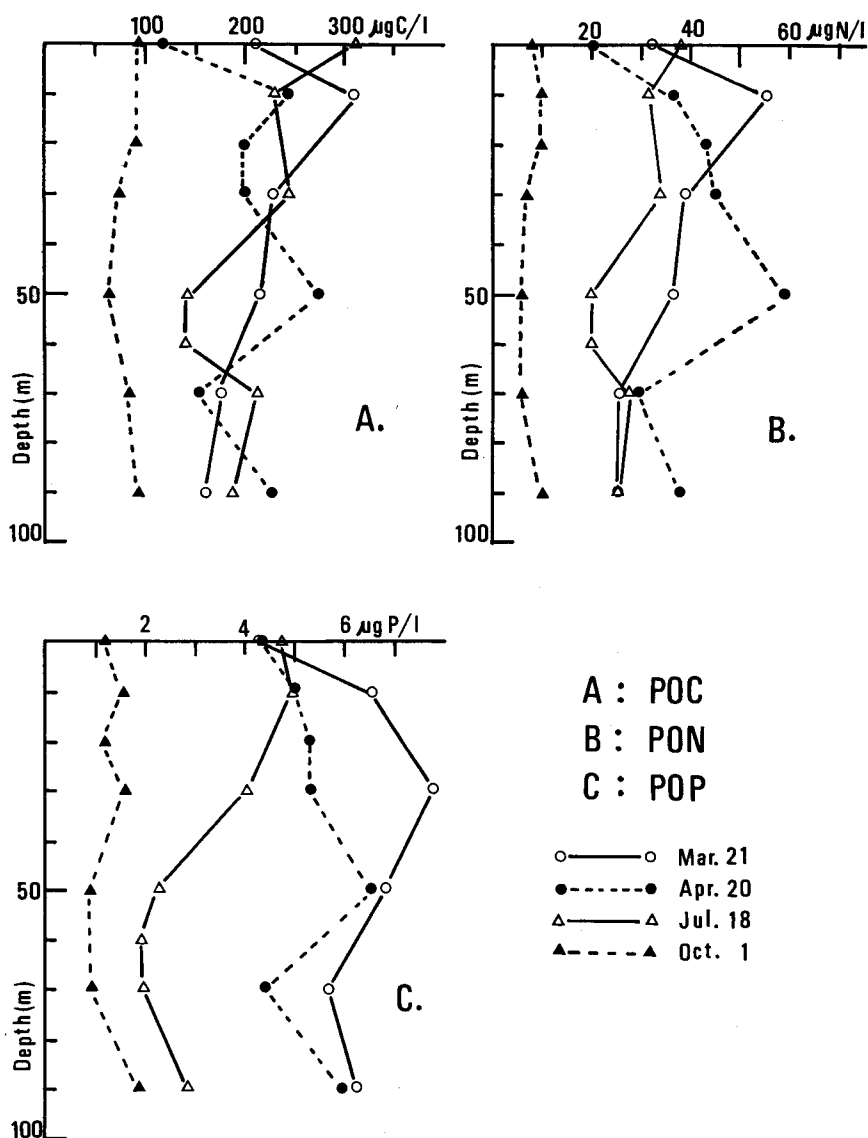 100 200 300 µgC/l
20 40 60 µgN/l
50
100
Depth(m)
A.
50
100
Depth(m)
B.
2 4 6 µg P/l
50
100
Depth(m)
C.
A : POC
B : PON
C : POP
Mar. 21
Apr. 20
Jul. 18
Oct. 1